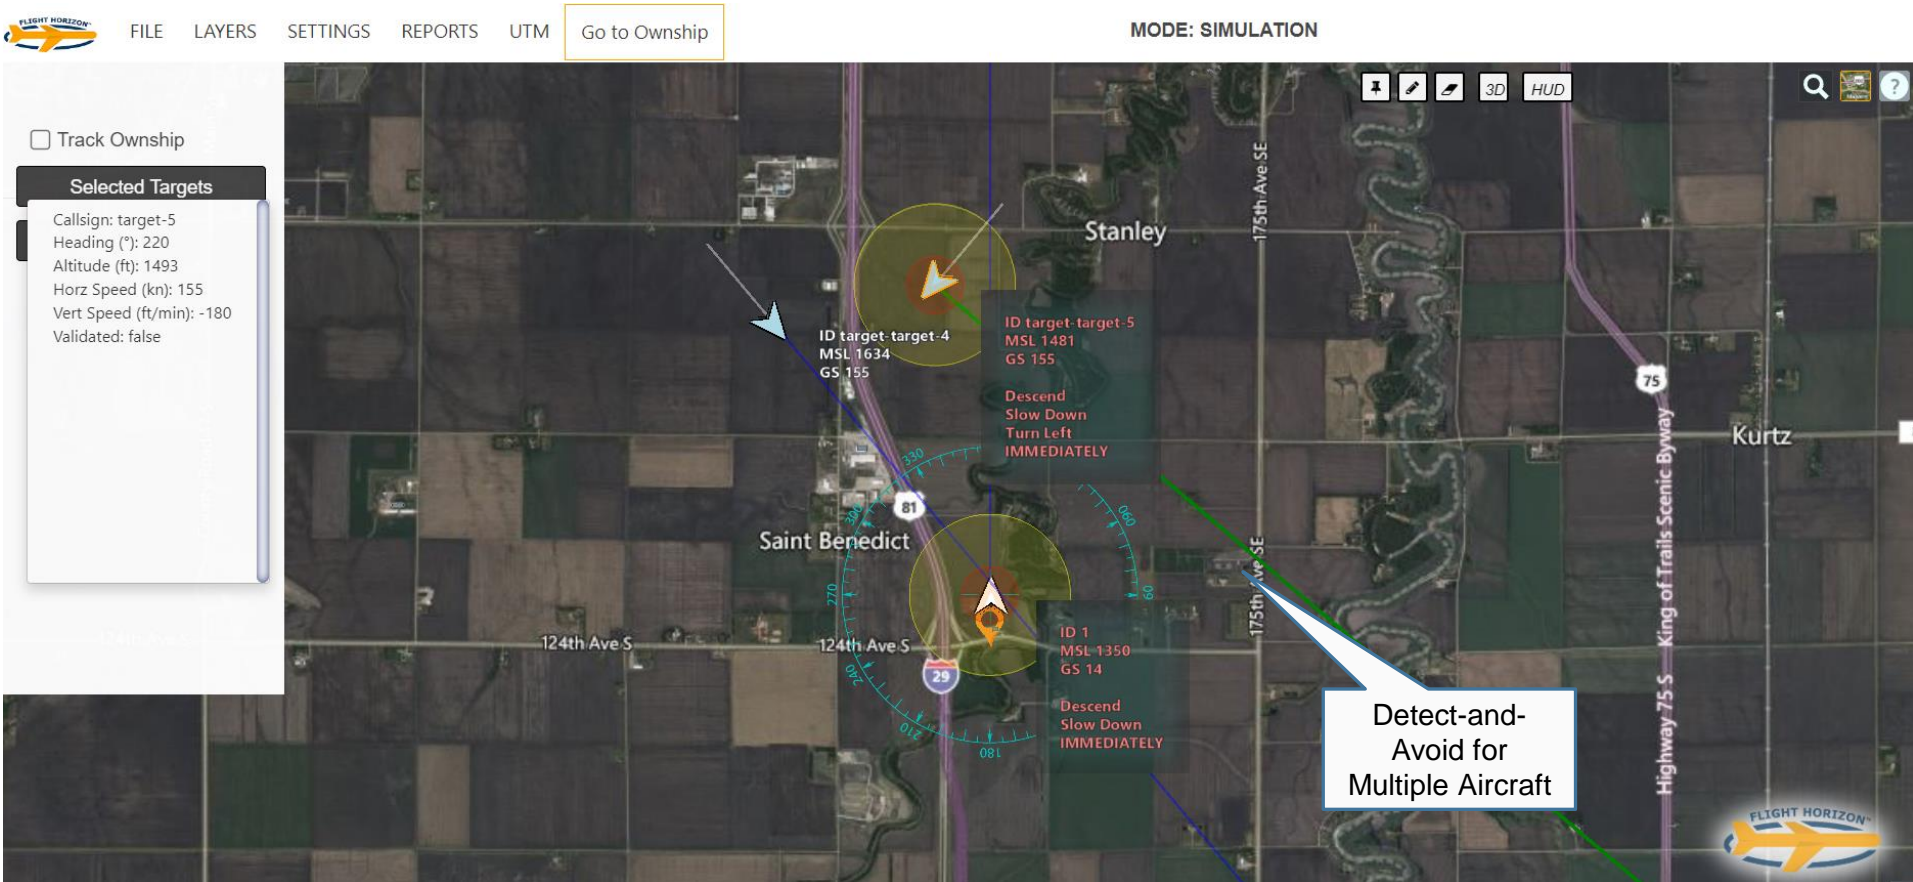 FLIGHT HORIZON™
FILE
LAYERS
SETTINGS
REPORTS
UTM
Go to Ownship
MODE: SIMULATION
3D
HUD
?
Track Ownship
Selected Targets
Callsign: target-5
Heading (°): 220
Altitude (ft): 1493
Horz Speed (kn): 155
Vert Speed (ft/min): -180
Validated: false
Stanley
175th Ave SE
ID target-target-4
MSL 1634
GS 155
ID target-target-5
MSL 1481
GS 155
Descend
Slow Down
Turn Left
IMMEDIATELY
75
Kurtz
Highway 75 S - King of Trails Scenic Byway
330
060
81
300
Saint Benedict
270
90
175th Ave SE
124th Ave S
124th Ave S
29
240
210
180
ID 1
MSL 1350
GS 14
Descend
Slow Down
IMMEDIATELY
Detect-and-
Avoid for
Multiple Aircraft
FLIGHT HORIZON™